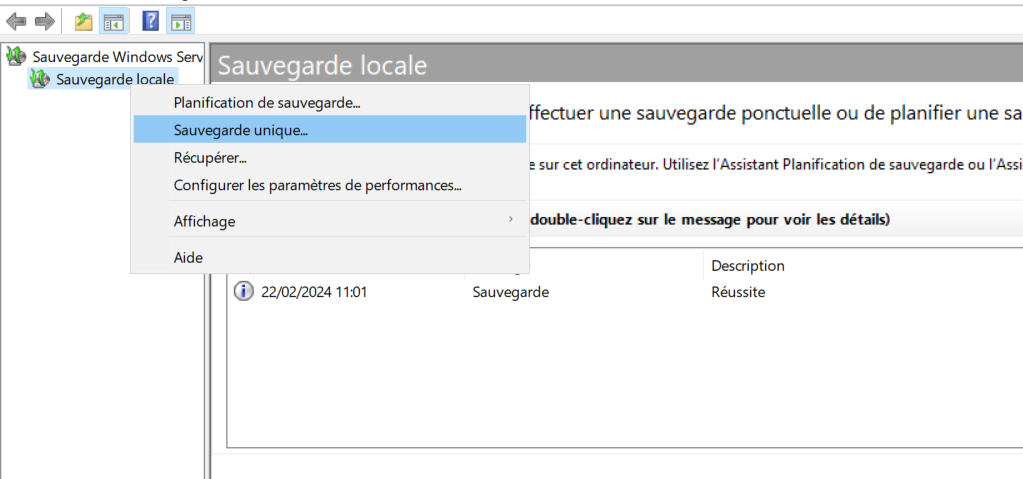 Sauvegarde Windows Serv
Sauvegarde locale
Sauvegarde locale
Planification de sauvegarde...
Sauvegarde unique...
Récupérer...
Configurer les paramètres de performances...
Affichage
Aide
ffectuer une sauvegarde ponctuelle ou de planifier une sa
sur cet ordinateur. Utilisez l'Assistant Planification de sauvegarde ou l'Assi
double-cliquez sur le message pour voir les détails)
Description
22/02/2024 11:01 Sauvegarde Réussite